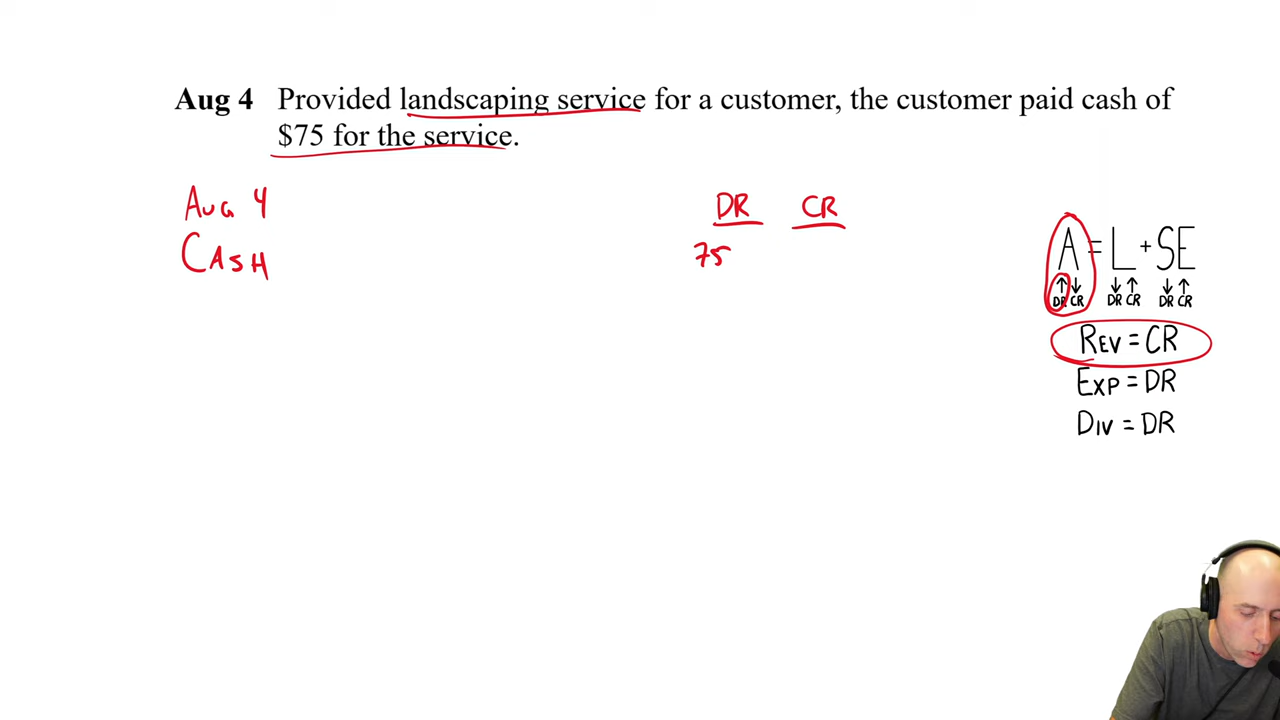 Aug 4 Provided landscaping service for a customer, the customer paid cash of
$75 for the service.
Aug 4 DR CR
CASH 75
A = L + SE
↑ ↓ ↓ ↑ ↓ ↑
DR CR DR CR DR CR
REV = CR
EXP = DR
DIV = DR